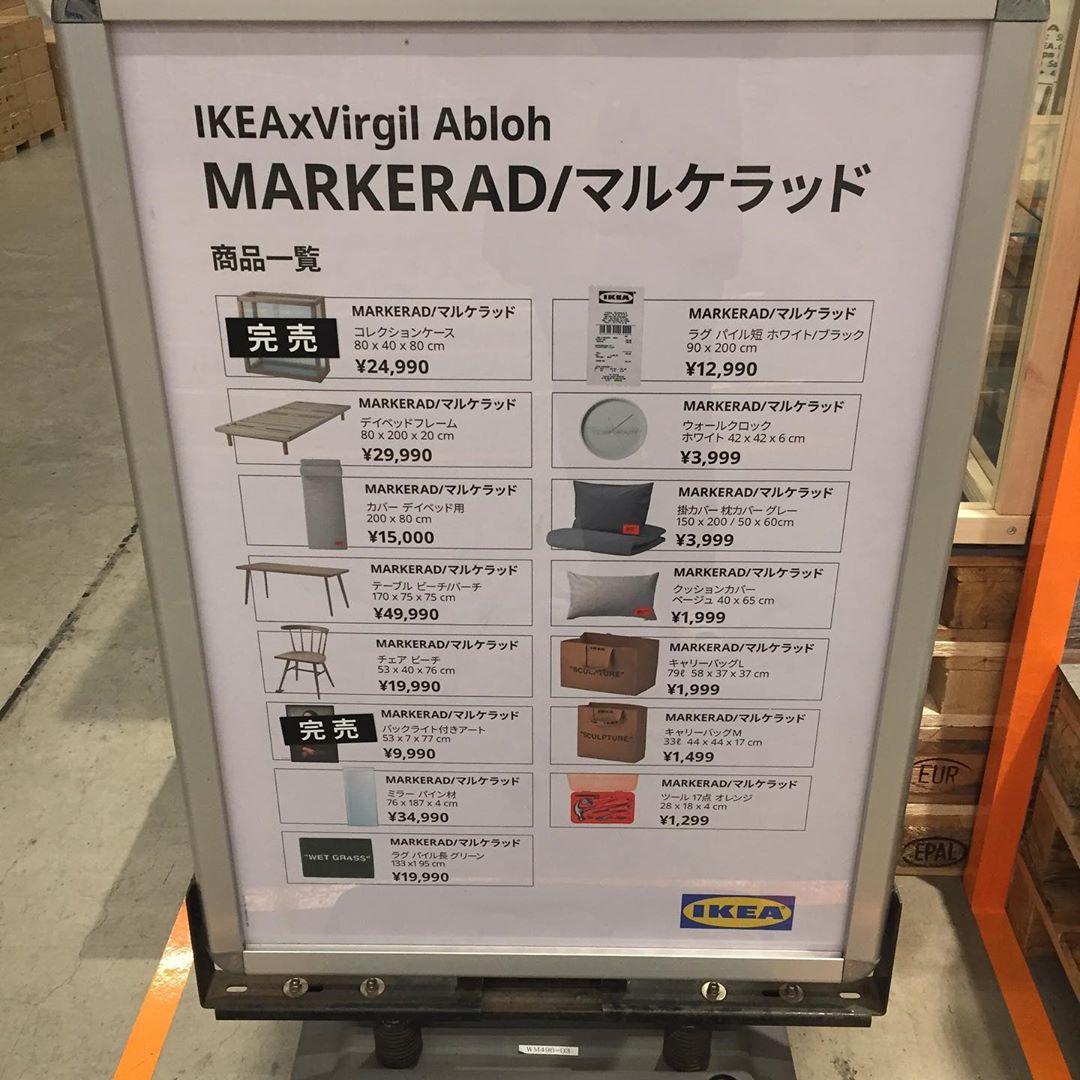 IKEAxVirgil Abloh
MARKERAD/マルケラッド
商品一覧
完売
MARKERAD/マルケラッド
コレクションケース
80 x 40 x 80 cm
¥24,990
MARKERAD/マルケラッド
デイベッドフレーム
80 x 200 x 20 cm
¥29,990
MARKERAD/マルケラッド
カバー デイベッド用
200 x 80 cm
¥15,000
MARKERAD/マルケラッド
テーブル ビーチ/バーチ
170 x 75 x 75 cm
¥49,990
MARKERAD/マルケラッド
チェア ビーチ
53 x 40 x 76 cm
¥19,990
完売
MARKERAD/マルケラッド
バックライト付きアート
53 x 7 x 77 cm
¥9,990
MARKERAD/マルケラッド
ミラー パイン材
76 x 187 x 4 cm
¥34,990
"WET GRASS"
MARKERAD/マルケラッド
ラグ パイル長 グリーン
133 x1 95 cm
¥19,990
IKEA
MARKERAD/マルケラッド
ラグ パイル短 ホワイト/ブラック
90 x 200 cm
¥12,990
MARKERAD/マルケラッド
ウォールクロック
ホワイト 42 x 42 x 6 cm
¥3,999
MARKERAD/マルケラッド
掛カバー 枕カバー グレー
150 x 200 / 50 x 60cm
¥3,999
MARKERAD/マルケラッド
クッションカバー
ベージュ 40 x 65 cm
¥1,999
IKEA
"SCULPTURE"
MARKERAD/マルケラッド
キャリーバッグL
79ℓ 58 x 37 x 37 cm
¥1,999
"SCULPTURE"
MARKERAD/マルケラッド
キャリーバッグM
33ℓ 44 x 44 x 17 cm
¥1,499
MARKERAD/マルケラッド
ツール 17点 オレンジ
28 x 18 x 4 cm
¥1,299
IKEA
EUR
EPAL
WM496-03